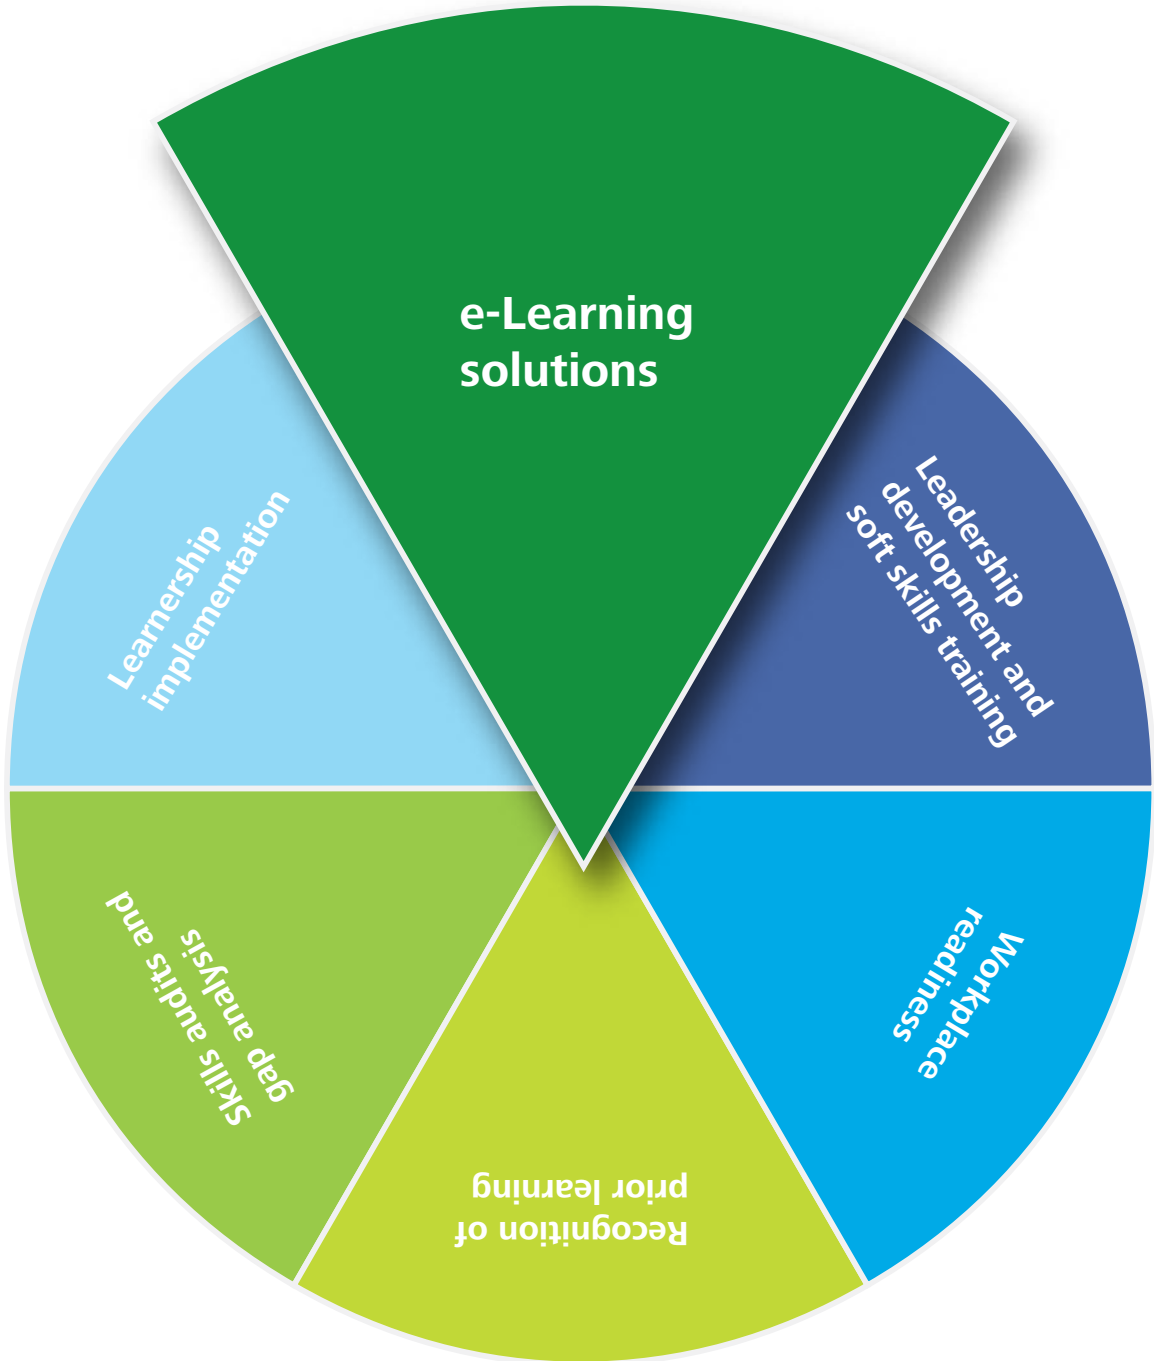 e-Learning
solutions
Leadership
development and
soft skills training
Workplace
readiness
Recognition of
prior learning
Skills audits and
gap analysis
Learnership
implementation